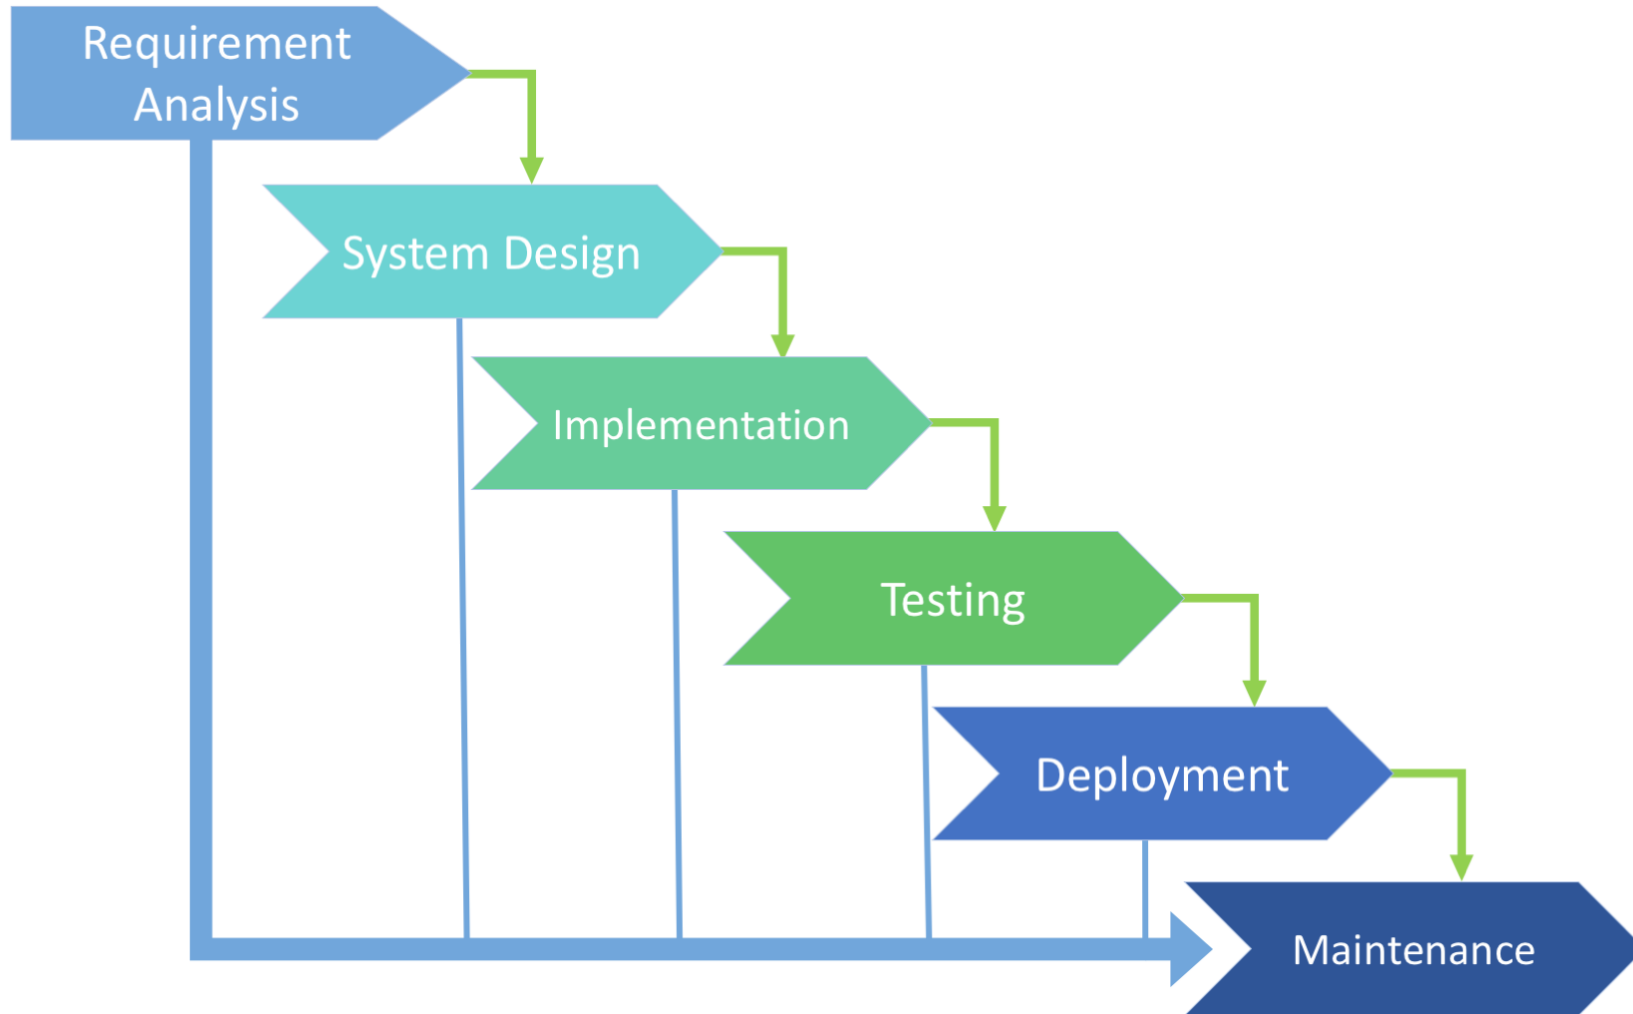 Requirement
Analysis
System Design
Implementation
Testing
Deployment
Maintenance